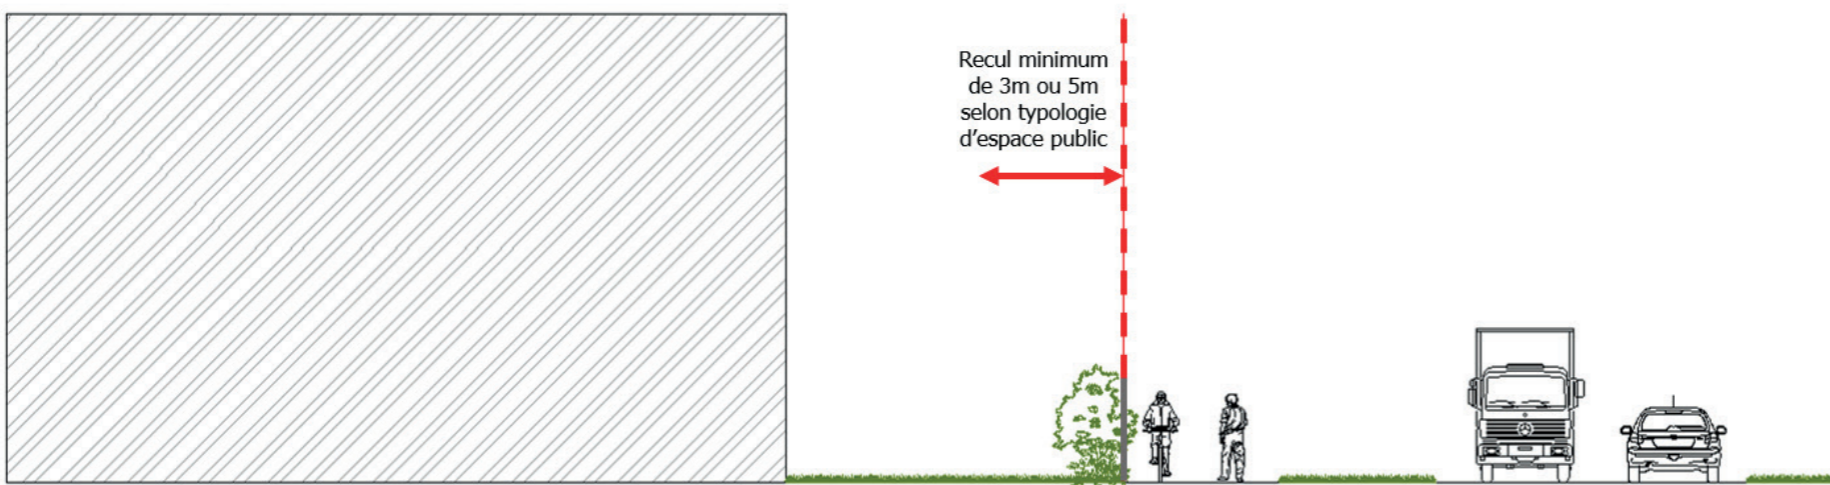 Recul minimum
de 3m ou 5m
selon typologie
d'espace public